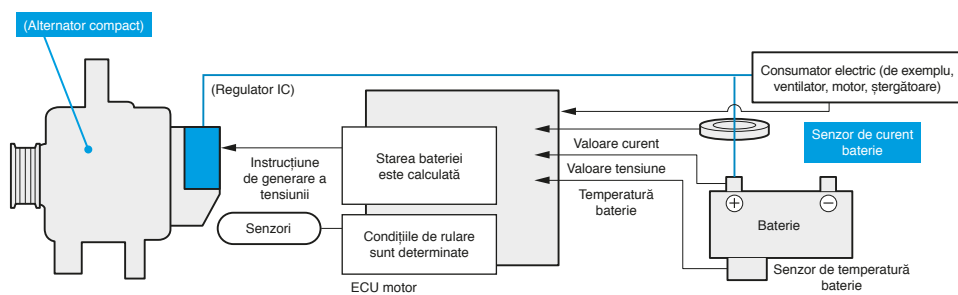 (Alternator compact)
(Regulator IC)
Consumator electric (de exemplu,
ventilator, motor, ștergătoare)
Senzor de curent
baterie
Instrucțiune
de generare a
tensiunii
Starea bateriei
este calculată
Valoare curent
Valoare tensiune
Temperatură
baterie
+
−
Baterie
Senzori
Condițiile de rulare
sunt determinate
ECU motor
Senzor de temperatură
baterie